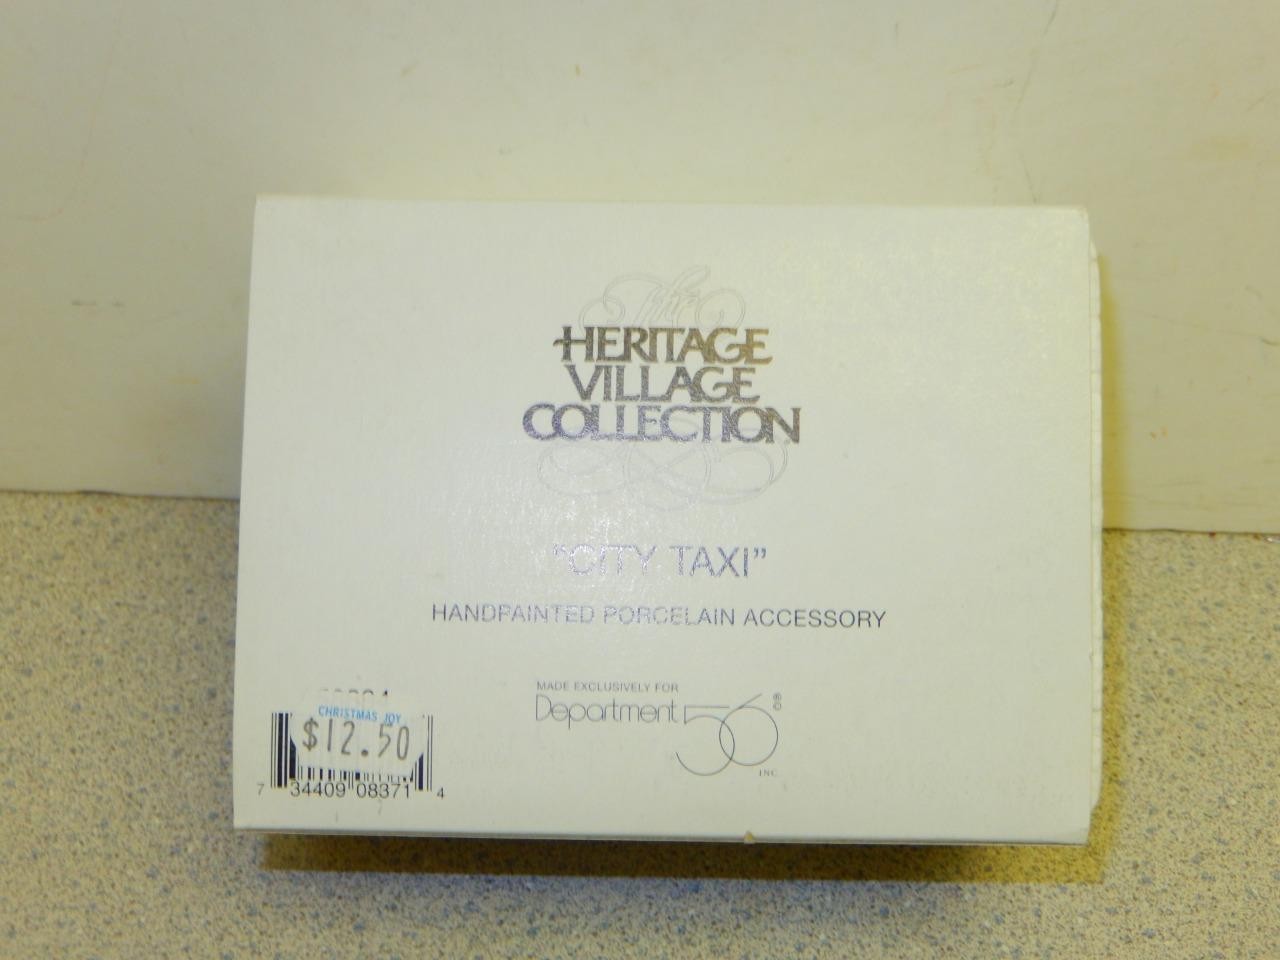 The
HERITAGE
VILLAGE
COLLECTION
"CITY TAXI"
HANDPAINTED PORCELAIN ACCESSORY
MADE EXCLUSIVELY FOR
Department 56 ®
INC.
CHRISTMAS JOY
$12.50
7 34409 08371 4